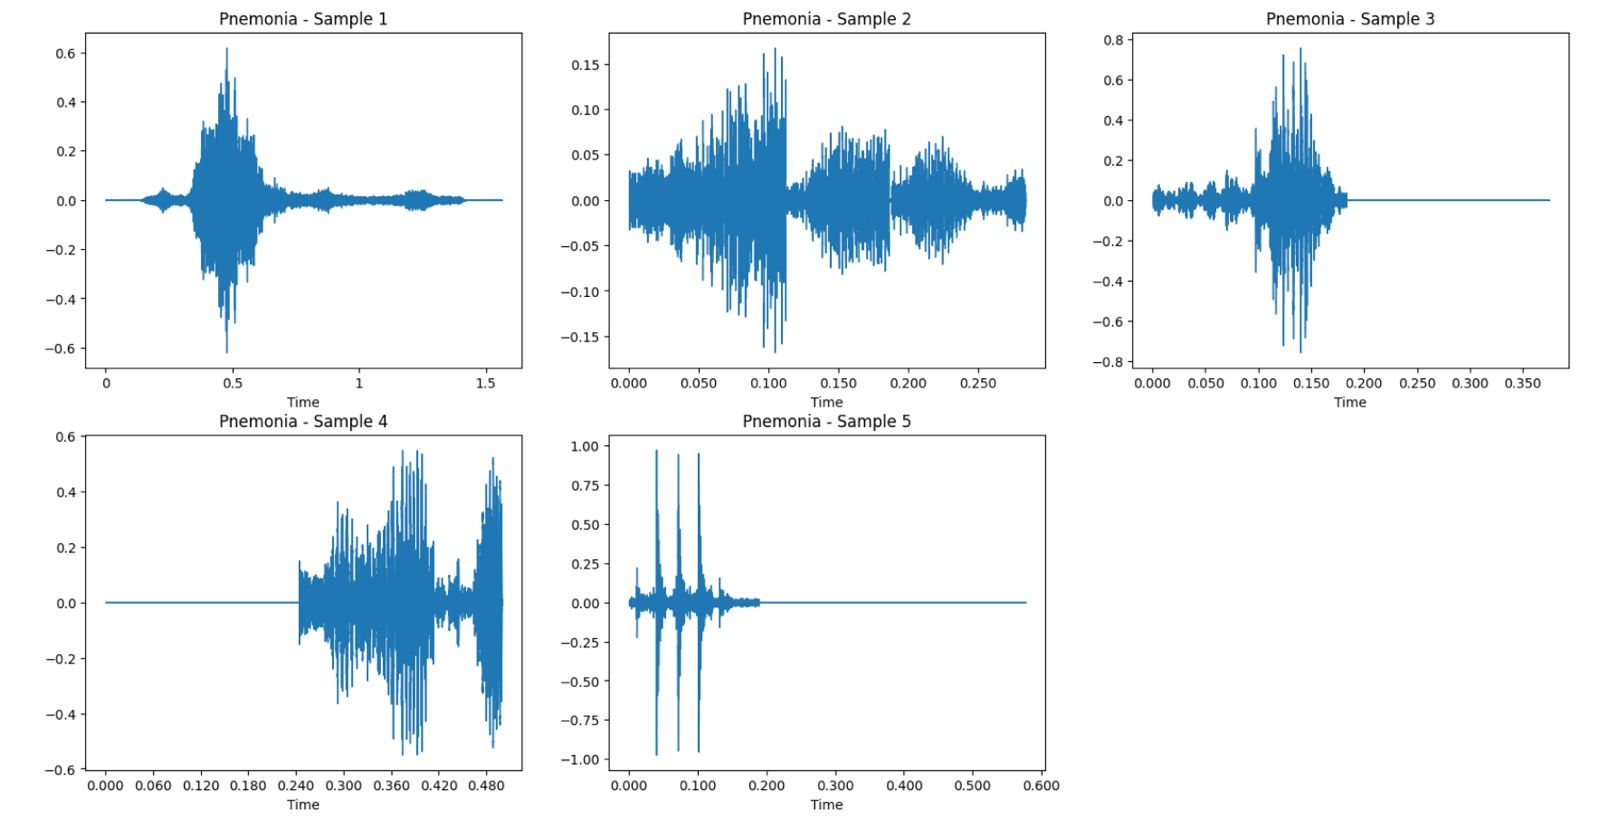 Pnemonia - Sample 1
0.6
0.4
0.2
0.0
−0.2
−0.4
−0.6
0 0.5 1 1.5
Time
Pnemonia - Sample 2
0.15
0.10
0.05
0.00
−0.05
−0.10
−0.15
0.000 0.050 0.100 0.150 0.200 0.250
Time
Pnemonia - Sample 3
0.8
0.6
0.4
0.2
0.0
−0.2
−0.4
−0.6
−0.8
0.000 0.050 0.100 0.150 0.200 0.250 0.300 0.350
Time
Pnemonia - Sample 4
0.6
0.4
0.2
0.0
−0.2
−0.4
−0.6
0.000 0.060 0.120 0.180 0.240 0.300 0.360 0.420 0.480
Time
Pnemonia - Sample 5
1.00
0.75
0.50
0.25
0.00
−0.25
−0.50
−0.75
−1.00
0.000 0.100 0.200 0.300 0.400 0.500 0.600
Time